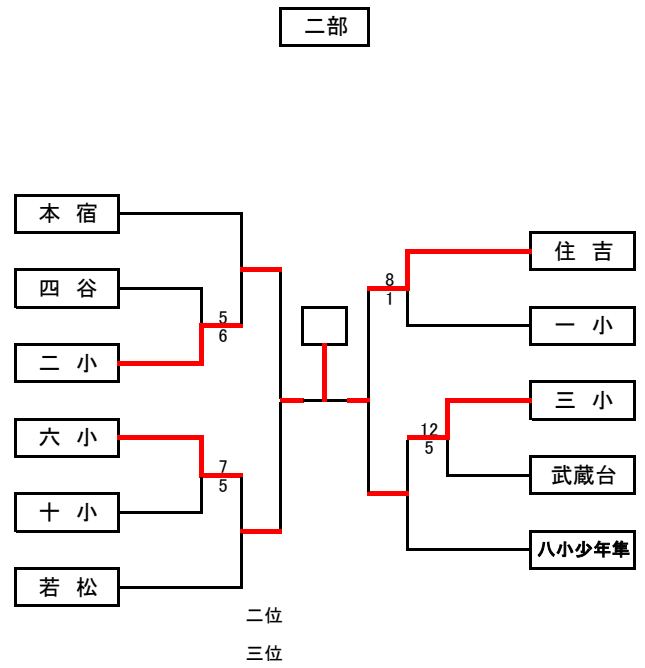 二部
本 宿
四 谷
5
6
二 小
六 小
7
5
十 小
若 松
住 吉
8
1
一 小
三 小
12
5
武蔵台
八小少年隼
二位
三位